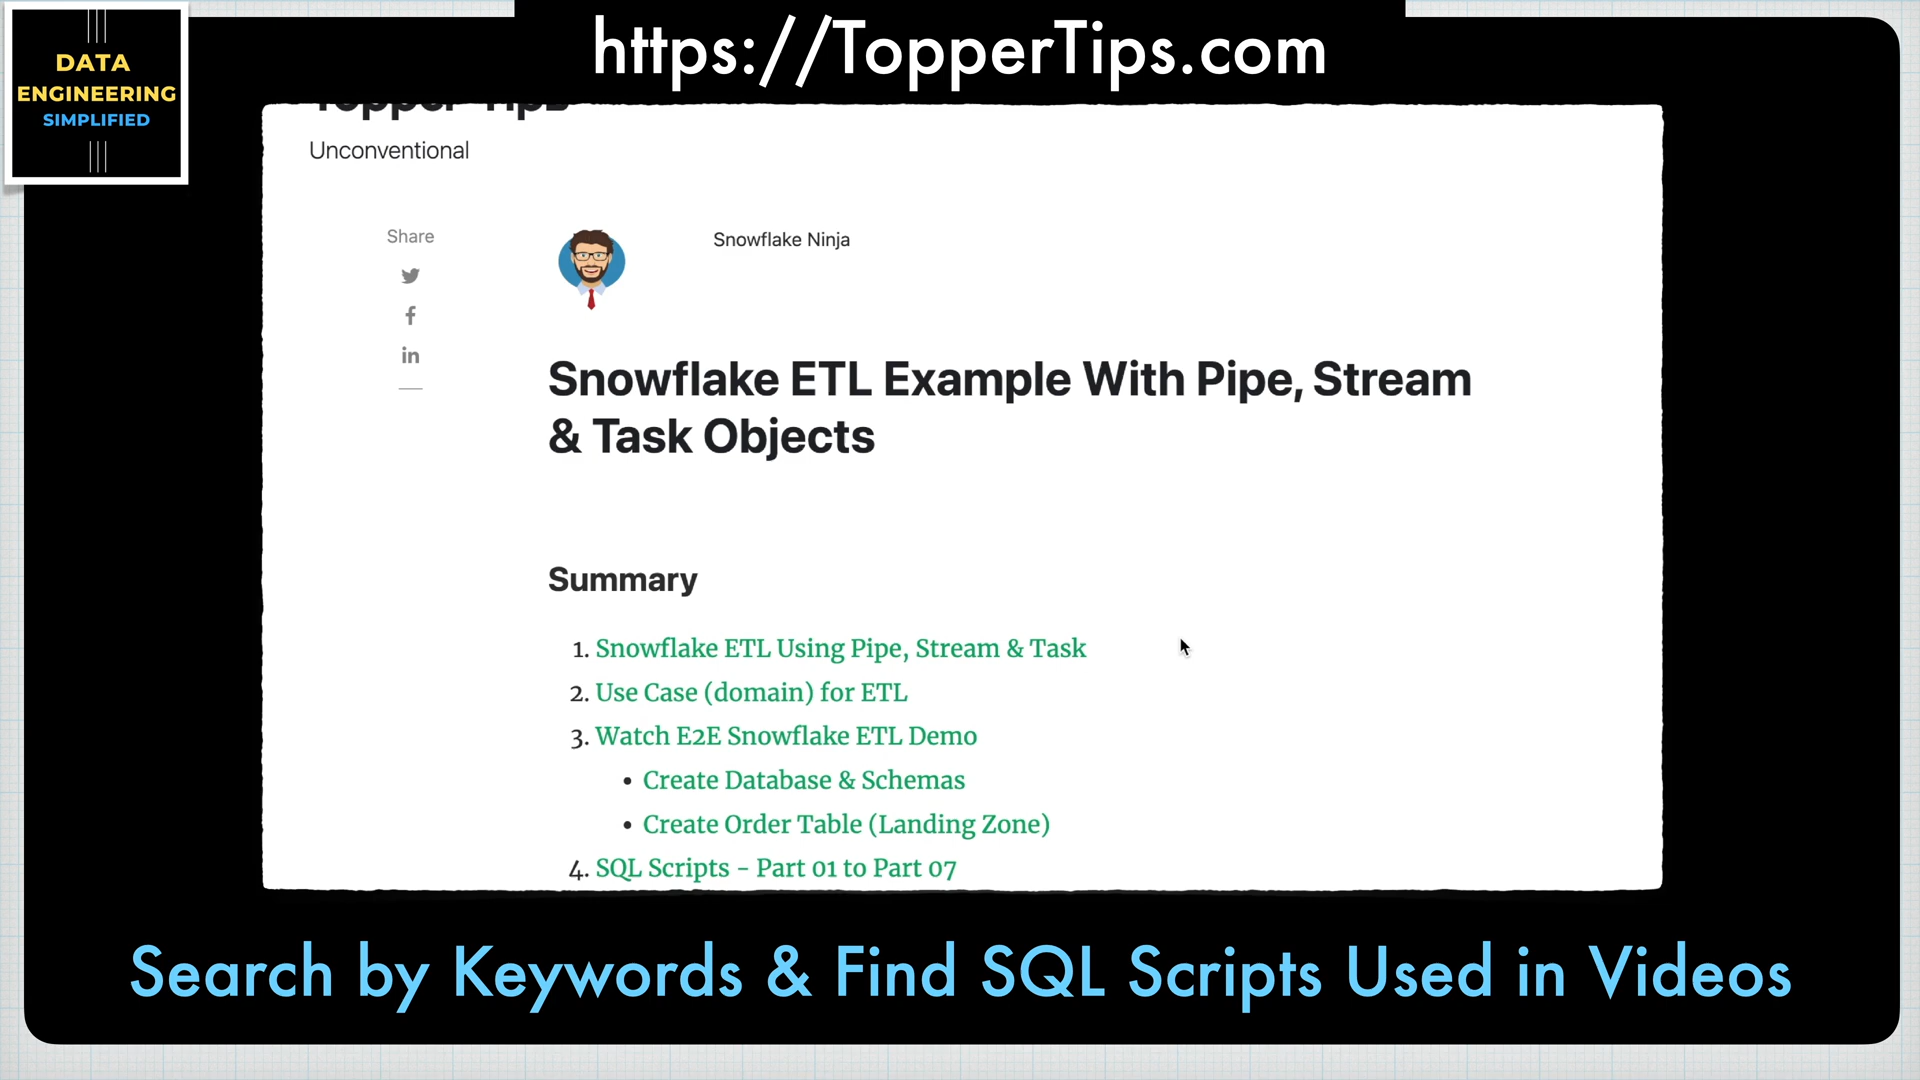 https://TopperTips.com
DATA
ENGINEERING
SIMPLIFIED
Topper Tips
Unconventional
Share
Snowflake Ninja
Snowflake ETL Example With Pipe, Stream
& Task Objects
Summary
1. Snowflake ETL Using Pipe, Stream & Task
2. Use Case (domain) for ETL
3. Watch E2E Snowflake ETL Demo
• Create Database & Schemas
• Create Order Table (Landing Zone)
4. SQL Scripts - Part 01 to Part 07
Search by Keywords & Find SQL Scripts Used in Videos